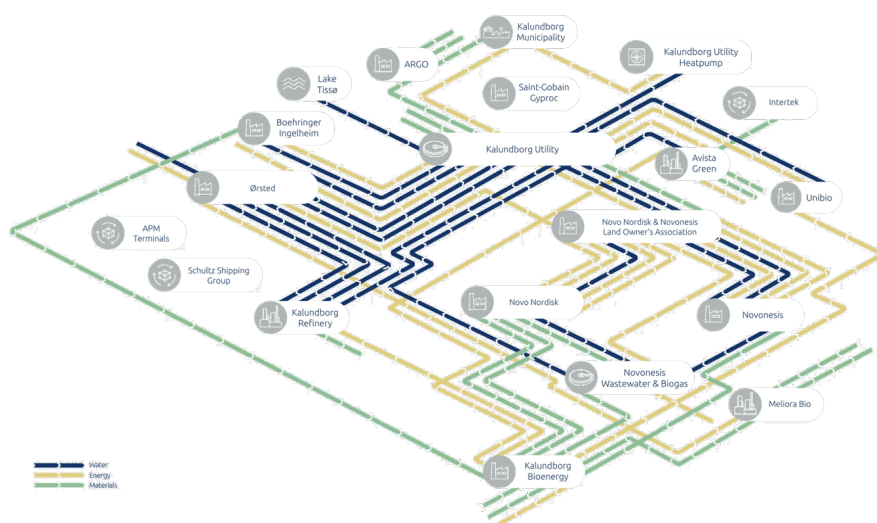 Kalundborg
Municipality
ARGO
Kalundborg Utility
Heatpump
Lake
Tissø
Saint-Gobain
Gyproc
Intertek
Boehringer
Ingelheim
Kalundborg Utility
Avista
Green
Ørsted
Unibio
APM
Terminals
Novo Nordisk & Novonesis
Land Owner's Association
Schultz Shipping
Group
Kalundborg
Refinery
Novo Nordisk
Novonesis
Novonesis
Wastewater & Biogas
Meliora Bio
Kalundborg
Bioenergy
Water
Energy
Materials